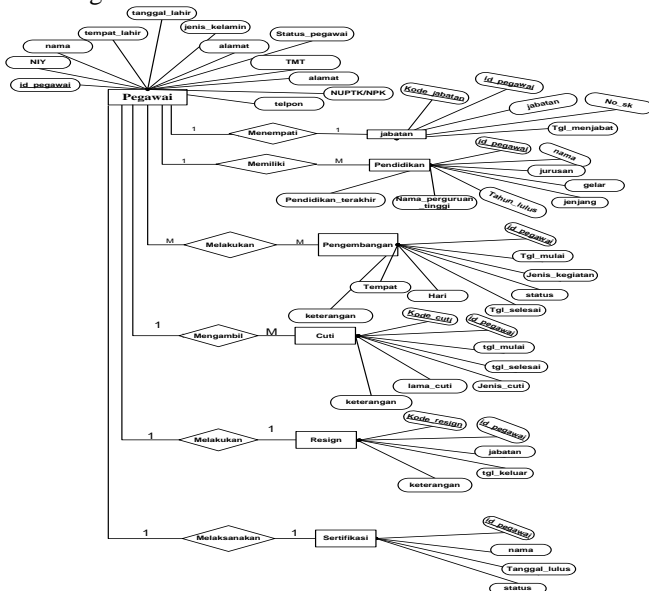 tanggal_lahir
tempat_lahir
jenis_kelamin
Status_pegawai
nama
alamat
NIY
TMT
id_pegawai
alamat
NUPTK/NPK
telpon
Pegawai
Kode_jabatan
id_pegawai
jabatan
No_sk
Tgl_menjabat
1
Menempati
1
jabatan
1
Memiliki
M
Pendidikan
id_pegawai
nama
jurusan
gelar
jenjang
Pendidikan_terakhir
Nama_perguruan
_tinggi
Tahun_lulus
M
Melakukan
M
Pengembangan
id_pegawai
Tgl_mulai
Jenis_kegiatan
status
Tgl_selesai
Tempat
Hari
keterangan
1
Mengambil
M
Cuti
Kode_cuti
id_pegawai
tgl_mulai
tgl_selesai
Jenis_cuti
lama_cuti
keterangan
1
Melakukan
1
Resign
Kode_resign
id_pegawai
jabatan
tgl_keluar
keterangan
1
Melaksanakan
1
Sertifikasi
id_pegawai
nama
Tanggal_lulus
status